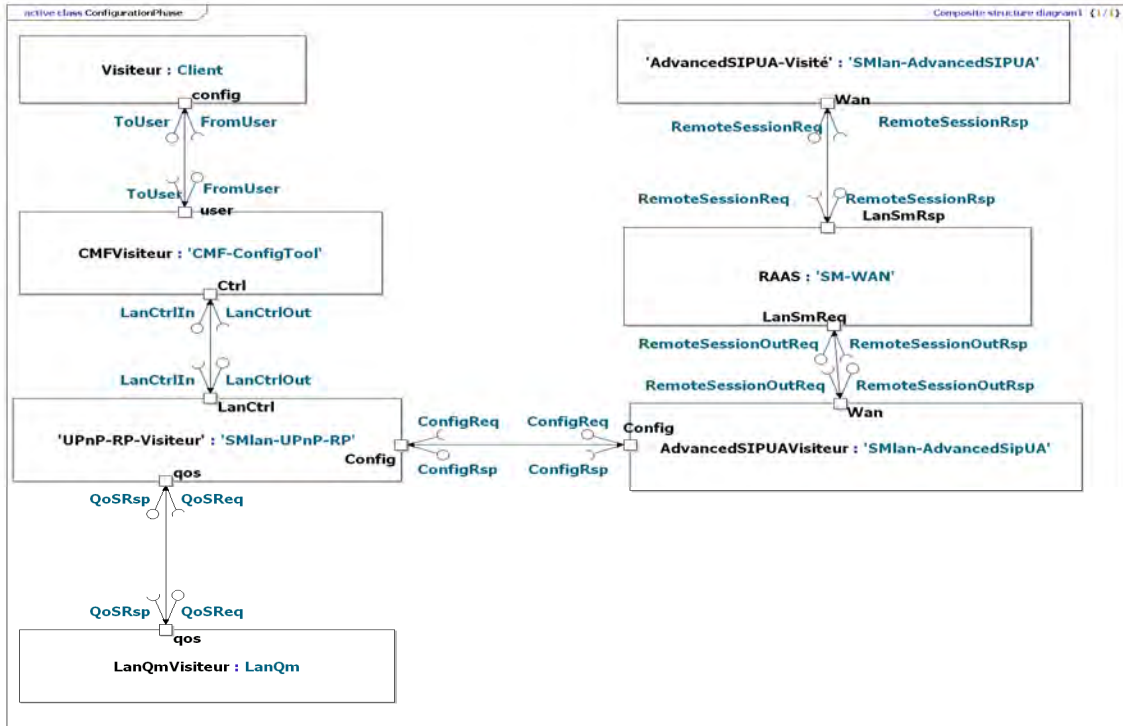 active class ConfigurationPhase
Composite structure diagram1 {1/1}
Visiteur : Client
config
ToUser FromUser
ToUser FromUser
user
CMFVisiteur : 'CMF-ConfigTool'
Ctrl
LanCtrlIn LanCtrlOut
LanCtrlIn LanCtrlOut
LanCtrl
'UPnP-RP-Visiteur' : 'SMlan-UPnP-RP'
Config
qos
QoSRsp QoSReq
QoSRsp QoSReq
qos
LanQmVisiteur : LanQm
ConfigReq ConfigReq
ConfigRsp ConfigRsp
'AdvancedSIPUA-Visité' : 'SMlan-AdvancedSIPUA'
Wan
RemoteSessionReq RemoteSessionRsp
RemoteSessionReq RemoteSessionRsp
LanSmRsp
RAAS : 'SM-WAN'
LanSmReq
RemoteSessionOutReq RemoteSessionOutRsp
RemoteSessionOutReq RemoteSessionOutRsp
Wan
Config
AdvancedSIPUAVisiteur : 'SMlan-AdvancedSipUA'